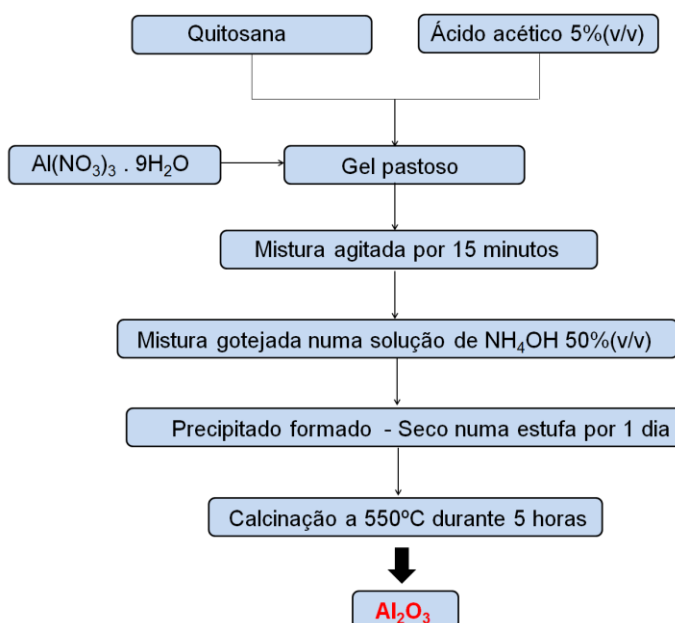 Quitosana
Ácido acético 5%(v/v)
Al(NO₃)₃ . 9H₂O
Gel pastoso
Mistura agitada por 15 minutos
Mistura gotejada numa solução de NH₄OH 50%(v/v)
Precipitado formado - Seco numa estufa por 1 dia
Calcinação a 550ºC durante 5 horas
Al₂O₃